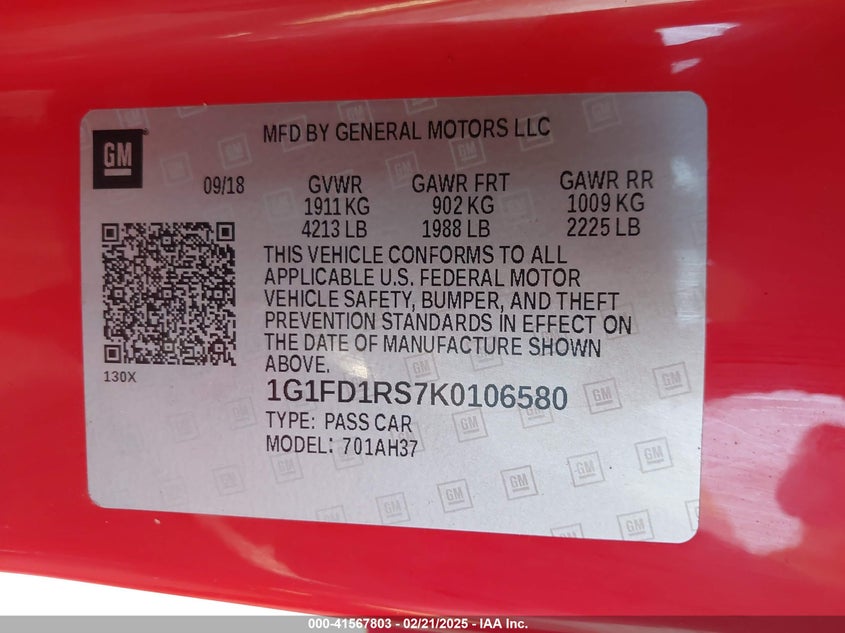 GM
MFD BY GENERAL MOTORS LLC
09/18 GVWR GAWR FRT GAWR RR
1911 KG 902 KG 1009 KG
4213 LB 1988 LB 2225 LB
THIS VEHICLE CONFORMS TO ALL
APPLICABLE U.S. FEDERAL MOTOR
VEHICLE SAFETY, BUMPER, AND THEFT
PREVENTION STANDARDS IN EFFECT ON
THE DATE OF MANUFACTURE SHOWN
ABOVE.
130X
1G1FD1RS7K0106580
TYPE: PASS CAR
MODEL: 701AH37
000-41567803 - 02/21/2025 - IAA Inc.